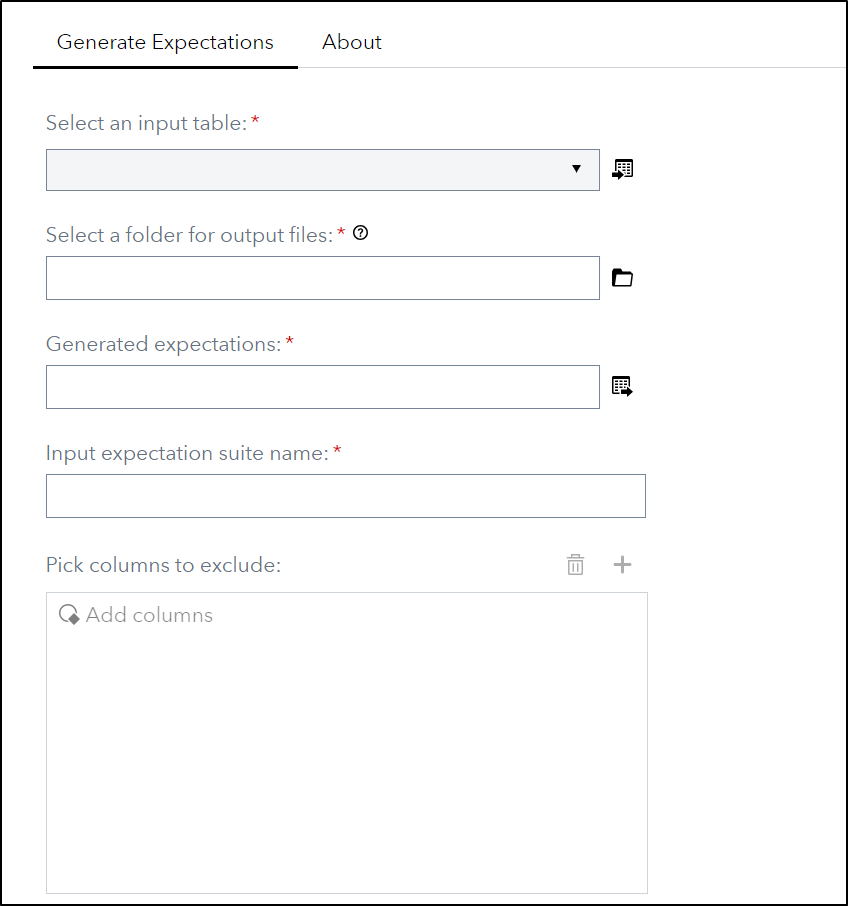 Generate Expectations
About
Select an input table: *
Select a folder for output files: *
Generated expectations: *
Input expectation suite name: *
Pick columns to exclude:
Add columns